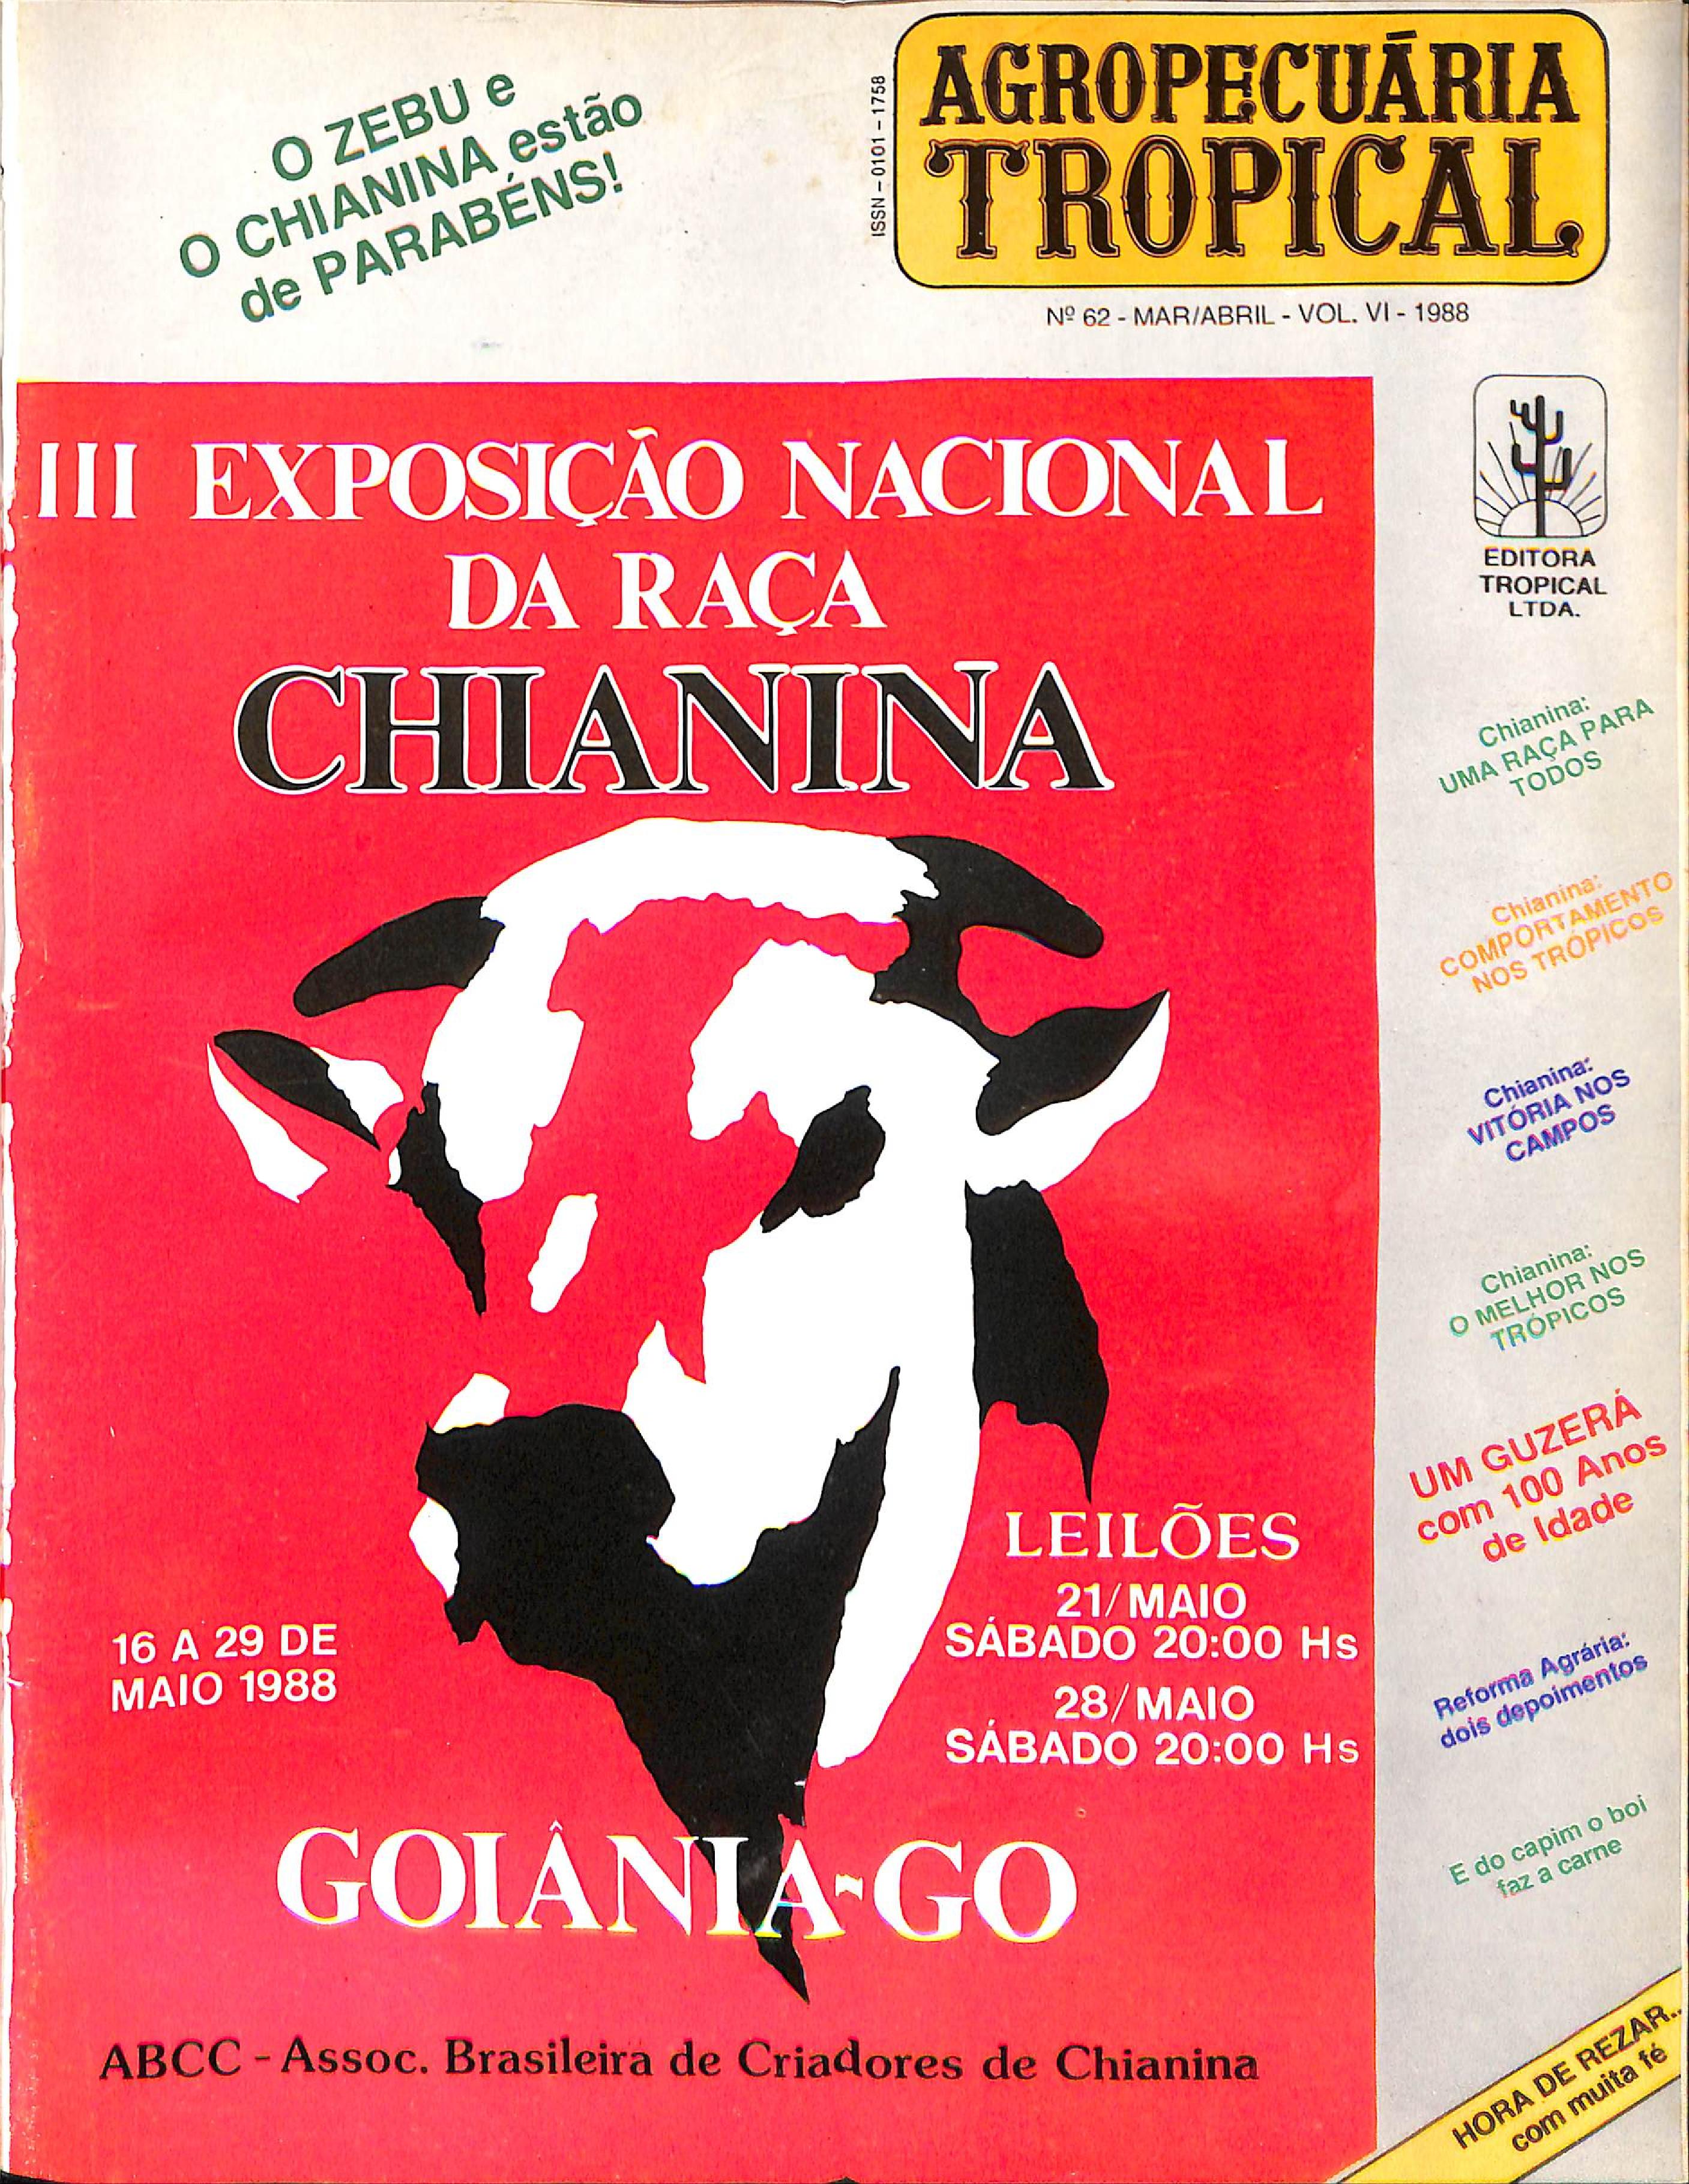 O ZEBU e
O CHIANINA estão
de PARABÉNS!
ISSN - 0101 - 1758
AGROPECUÁRIA
TROPICAL
Nº 62 - MAR/ABRIL - VOL. VI - 1988
III EXPOSIÇÃO NACIONAL
DA RAÇA
CHIANINA
EDITORA
TROPICAL
LTDA.
Chianina:
UMA RAÇA PARA
TODOS
Chianina:
COMPORTAMENTO
NOS TRÓPICOS
Chianina:
VITÓRIA NOS
CAMPOS
Chianina:
O MELHOR NOS
TRÓPICOS
UM GUZERÁ
com 100 Anos
de Idade
Reforma Agrária:
dois depoimentos
E do capim o boi
faz a carne
HORA DE REZAR...
com muita fé
LEILÕES
21/MAIO
SÁBADO 20:00 Hs
28/MAIO
SÁBADO 20:00 Hs
16 A 29 DE
MAIO 1988
GOIÂNIA-GO
ABCC - Assoc. Brasileira de Criadores de Chianina